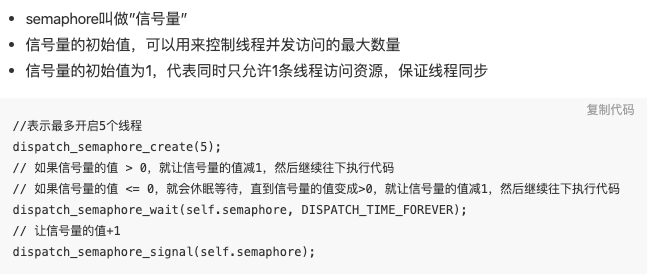 semaphore叫做”信号量”
信号量的初始值，可以用来控制线程并发访问的最大数量
信号量的初始值为1，代表同时只允许1条线程访问资源，保证线程同步
复制代码
//表示最多开启5个线程
dispatch_semaphore_create(5);
// 如果信号量的值 > 0，就让信号量的值减1，然后继续往下执行代码
// 如果信号量的值 <= 0，就会休眠等待，直到信号量的值变成>0，就让信号量的值减1，然后继续往下执行代码
dispatch_semaphore_wait(self.semaphore, DISPATCH_TIME_FOREVER);
// 让信号量的值+1
dispatch_semaphore_signal(self.semaphore);